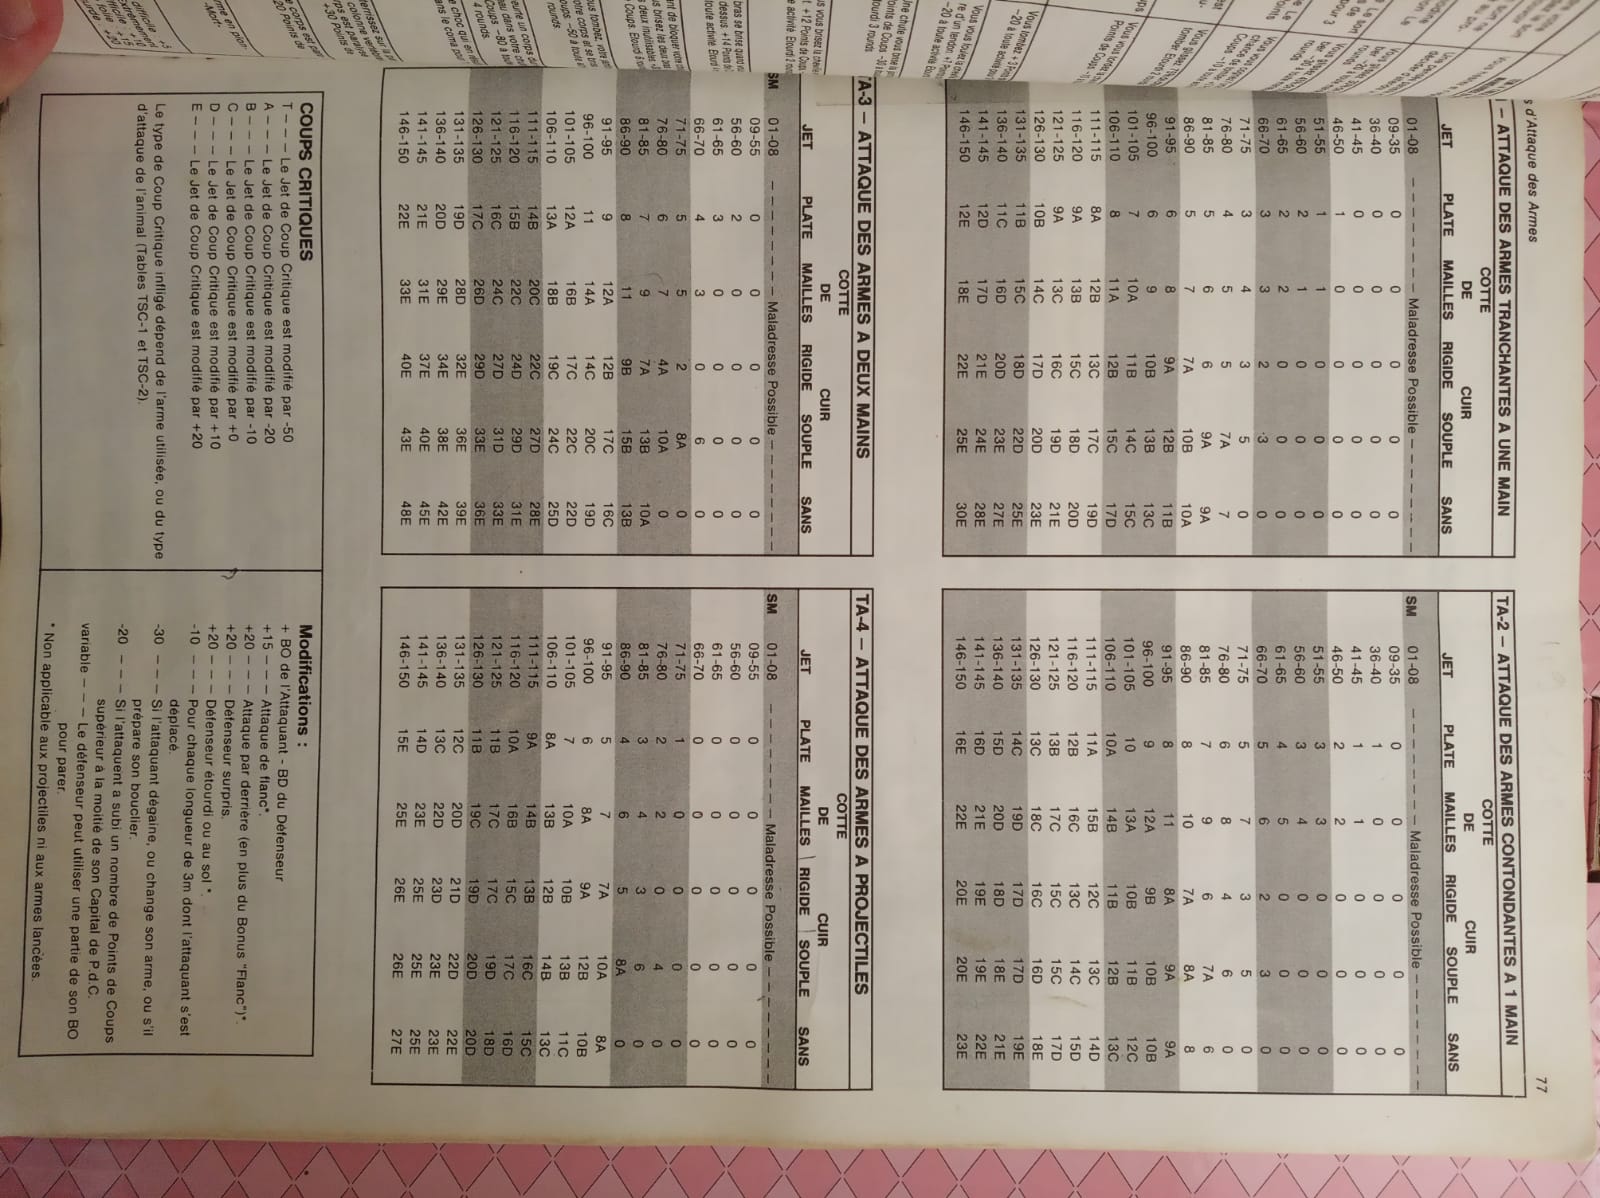 s d'Attaque des Armes
77
– ATTAQUE DES ARMES TRANCHANTES A UNE MAIN
COTTE
DE CUIR
JET PLATE MAILLES RIGIDE SOUPLE SANS
01-08 – – – – – – – – Maladresse Possible – – – – – – – –
09-35 0 0 0 0 0
36-40 0 0 0 0 0
41-45 0 0 0 0 0
46-50 1 0 0 0 0
51-55 1 1 0 0 0
56-60 2 1 0 0 0
61-65 2 2 0 0 0
66-70 3 3 2 3 0
71-75 3 4 3 5 0
76-80 4 5 5 7A 7
81-85 5 6 6 9A 9A
86-90 5 7 7A 10B 10A
91-95 6 8 9A 12B 11B
96-100 6 9 10B 13B 13C
101-105 7 10A 11B 14C 15C
106-110 8 11A 12B 15C 17D
111-115 8A 12B 13C 17C 19D
116-120 9A 13B 15C 18D 20D
121-125 9A 13C 16C 19D 21E
126-130 10B 14C 17D 20D 23E
131-135 11B 15C 18D 22D 25E
136-140 11C 16D 20D 23E 27E
141-145 12D 17D 21E 24E 28E
146-150 12E 18E 22E 25E 30E
TA-2 – ATTAQUE DES ARMES CONTONDANTES A 1 MAIN
COTTE
DE CUIR
JET PLATE MAILLES RIGIDE SOUPLE SANS
SM 01-08 – – – – – – – – Maladresse Possible – – – – – – – –
09-35 0 0 0 0 0
36-40 1 0 0 0 0
41-45 1 1 0 0 0
46-50 2 2 0 0 0
51-55 3 3 0 0 0
56-60 3 4 0 0 0
61-65 4 5 0 0 0
66-70 5 6 2 3 0
71-75 5 7 3 5 0
76-80 6 8 4 6 0
81-85 7 9 6 7A 6
86-90 8 10 7A 8A 8
91-95 8 11 8A 9A 9A
96-100 9 12A 9B 10B 10B
101-105 10 13A 10B 11B 12C
106-110 10A 14B 11B 12B 13C
111-115 11A 15B 12C 13C 14D
116-120 12B 16C 13C 14C 15D
121-125 13B 17C 15C 15C 17D
126-130 13C 18C 16C 16D 18E
131-135 14C 19D 17D 17D 19E
136-140 15D 20D 18D 18E 21E
141-145 16D 21E 19E 19E 22E
146-150 16E 22E 20E 20E 23E
TA-3 – ATTAQUE DES ARMES A DEUX MAINS
COTTE
DE CUIR
JET PLATE MAILLES RIGIDE SOUPLE SANS
SM 01-08 – – – – – – – – Maladresse Possible – – – – – – – –
09-55 0 0 0 0 0
56-60 2 0 0 0 0
61-65 3 0 0 0 0
66-70 4 3 0 6 0
71-75 5 5 2 8A 0
76-80 6 7 4A 10A 0
81-85 7 9 7A 13B 10A
86-90 8 11 9B 15B 13B
91-95 9 12A 12B 17C 16C
96-100 11 14A 14C 20C 19D
101-105 12A 16B 17C 22C 22D
106-110 13A 18B 19C 24C 25D
111-115 14B 20C 22C 27D 28E
116-120 15B 22C 24D 29D 31E
121-125 16C 24C 27D 31D 33E
126-130 17C 26D 29D 33E 36E
131-135 19D 28D 32E 36E 39E
136-140 20D 29E 34E 38E 42E
141-145 21E 31E 37E 40E 45E
146-150 22E 33E 40E 43E 48E
TA-4 – ATTAQUE DES ARMES A PROJECTILES
COTTE
DE CUIR
JET PLATE MAILLES RIGIDE SOUPLE SANS
SM 01-08 – – – – – – – – Maladresse Possible – – – – – – – –
09-55 0 0 0 0 0
56-60 0 0 0 0 0
61-65 0 0 0 0 0
66-70 0 0 0 0 0
71-75 1 0 0 0 0
76-80 2 2 0 4 0
81-85 3 4 3 6 0
86-90 4 6 5 8A 0
91-95 5 7 7A 10A 8A
96-100 6 8A 9A 12B 10B
101-105 7 10A 10B 13B 11C
106-110 8A 13B 12B 14B 13C
111-115 9A 14B 13B 16C 15C
116-120 10A 16B 15C 17C 16D
121-125 11B 17C 17C 19D 18D
126-130 11B 19C 19D 20D 20D
131-135 12C 20D 21D 22D 22E
136-140 13C 22D 23D 23E 23E
141-145 14D 23E 25E 25E 25E
146-150 15E 25E 26E 26E 27E
COUPS CRITIQUES
T – – – Le Jet de Coup Critique est modifié par -50
A – – – Le Jet de Coup Critique est modifié par -20
B – – – Le Jet de Coup Critique est modifié par -10
C – – – Le Jet de Coup Critique est modifié par +0
D – – – Le Jet de Coup Critique est modifié par +10
E – – – Le Jet de Coup Critique est modifié par +20
Le type de Coup Critique infligé dépend de l'arme utilisée, ou du type
d'attaque de l'animal (Tables TSC-1 et TSC-2).
Modifications :
+ BO de l'Attaquant - BD du Défenseur
+15 – – – Attaque de flanc*.
+20 – – – Attaque par derrière (en plus du Bonus "Flanc")*.
+20 – – – Défenseur surpris.
+20 – – – Défenseur étourdi ou au sol *.
-10 – – – Pour chaque longueur de 3m dont l'attaquant s'est
déplacé.
-30 – – – Si l'attaquant dégaine, ou change son arme, ou s'il
prépare son bouclier.
-20 – – – Si l'attaquent a subi un nombre de Points de Coups
supérieur à la moitié de son Capital de P.d.C.
variable – – – Le défenseur peut utiliser une partie de son BO
pour parer.
* Non applicable aux projectiles ni aux armes lancées.